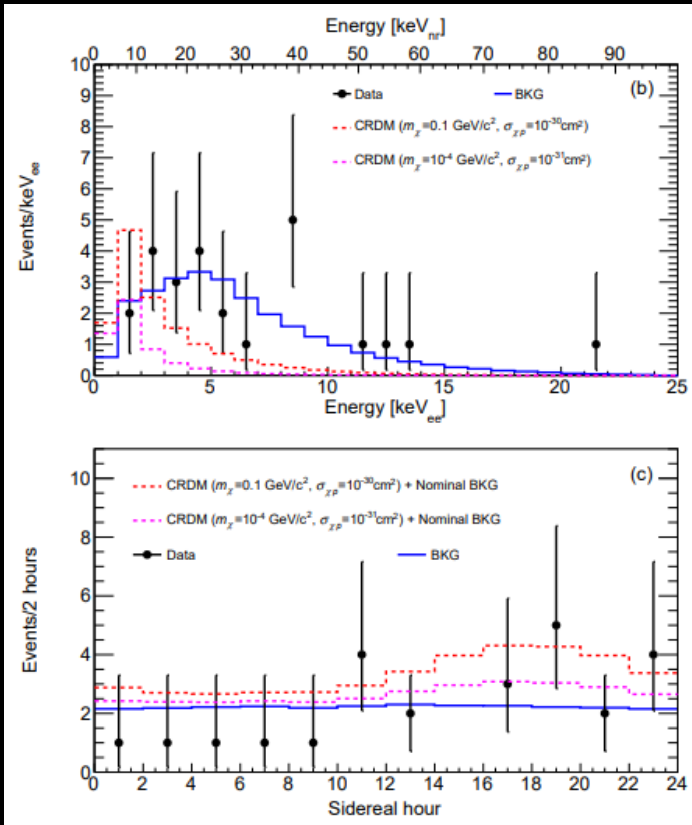 Energy [keVnr]
0 10 20 30 40 50 60 70 80 90
(b)
Data BKG
CRDM (mχ=0.1 GeV/c², σχp=10⁻³⁰cm²)
CRDM (mχ=10⁻⁴ GeV/c², σχp=10⁻³¹cm²)
Events/keVee
10
9
8
7
6
5
4
3
2
1
0
0 5 10 15 20 25
Energy [keVee]
(c)
CRDM (mχ=0.1 GeV/c², σχp=10⁻³⁰cm²) + Nominal BKG
CRDM (mχ=10⁻⁴ GeV/c², σχp=10⁻³¹cm²) + Nominal BKG
Data BKG
Events/2 hours
10
8
6
4
2
0
0 2 4 6 8 10 12 14 16 18 20 22 24
Sidereal hour